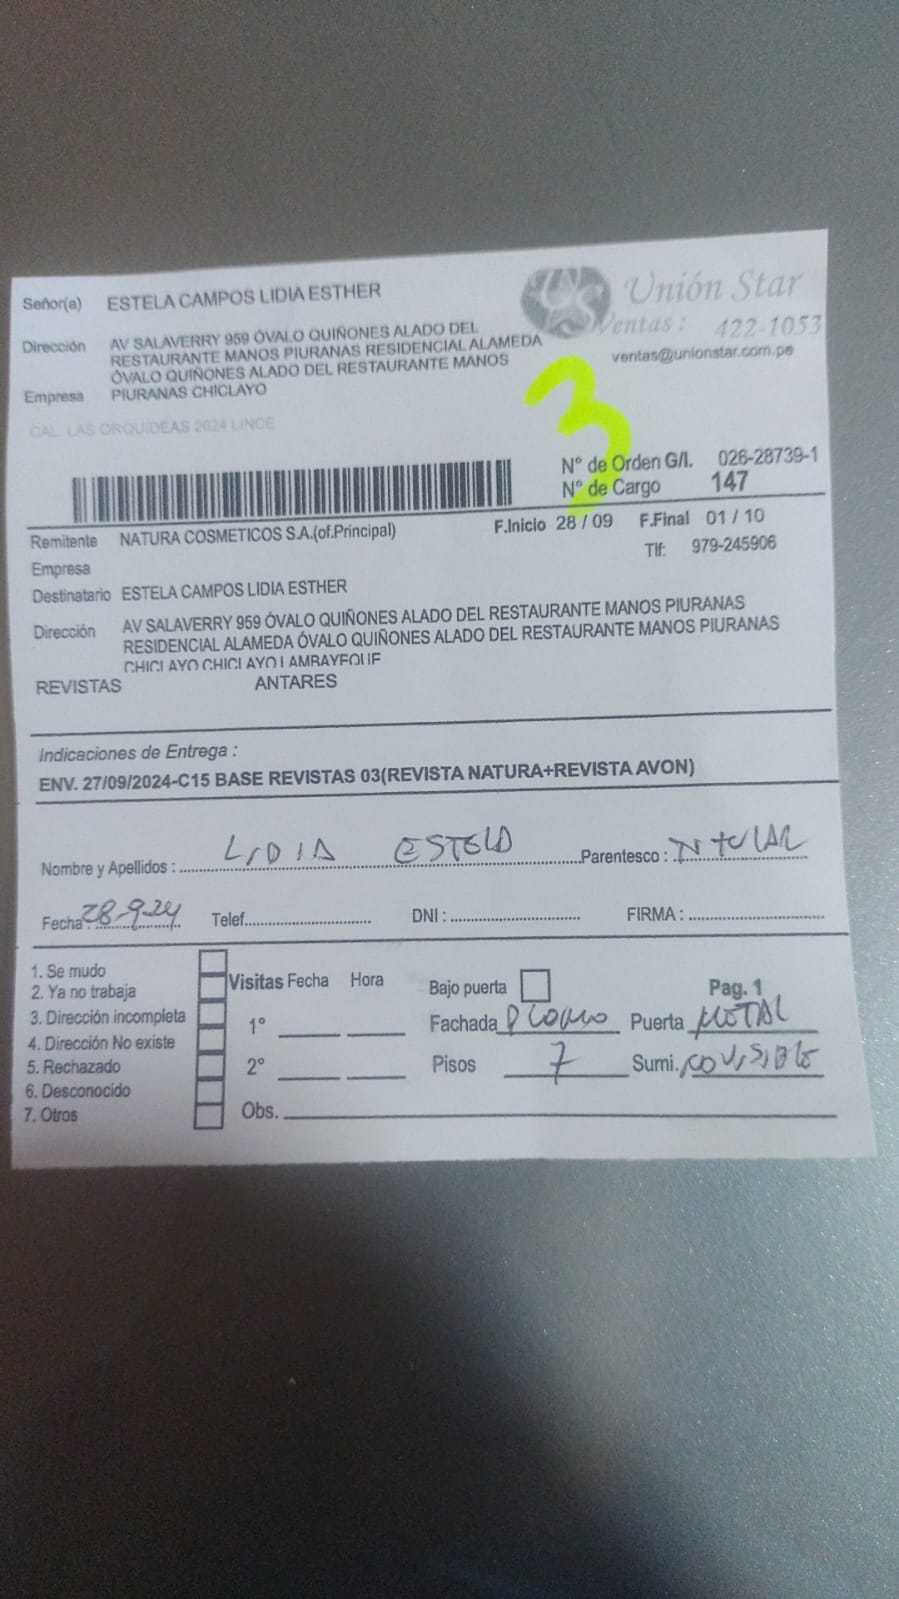 Señor(a) ESTELA CAMPOS LIDIA ESTHER
Unión Star
Ventas: 422-1053
ventas@unionstar.com.pe
Dirección AV SALAVERRY 959 ÓVALO QUIÑONES ALADO DEL
RESTAURANTE MANOS PIURANAS RESIDENCIAL ALAMEDA
ÓVALO QUIÑONES ALADO DEL RESTAURANTE MANOS
Empresa PIURANAS CHICLAYO
CAL. LAS ORQUIDEAS 2024 LINCE
3
N° de Orden G/I. 026-28739-1
N° de Cargo 147
Remitente NATURA COSMETICOS S.A.(of.Principal) F.Inicio 28 / 09 F.Final 01 / 10
Empresa Tlf: 979-245906
Destinatario ESTELA CAMPOS LIDIA ESTHER
Dirección AV SALAVERRY 959 ÓVALO QUIÑONES ALADO DEL RESTAURANTE MANOS PIURANAS
RESIDENCIAL ALAMEDA ÓVALO QUIÑONES ALADO DEL RESTAURANTE MANOS PIURANAS
CHICLAYO CHICLAYO LAMBAYEQUE
REVISTAS ANTARES
Indicaciones de Entrega :
ENV. 27/09/2024-C15 BASE REVISTAS 03(REVISTA NATURA+REVISTA AVON)
Nombre y Apellidos : LIDIA ESTELA Parentesco :
Fecha : 28-9-24 Telef. DNI : FIRMA :
1. Se mudo
2. Ya no trabaja
3. Dirección incompleta
4. Dirección No existe
5. Rechazado
6. Desconocido
7. Otros
Visitas Fecha Hora
1°
2°
Obs.
Bajo puerta Pag. 1
Fachada PLOMO Puerta METAL
Pisos 7 Sumi.